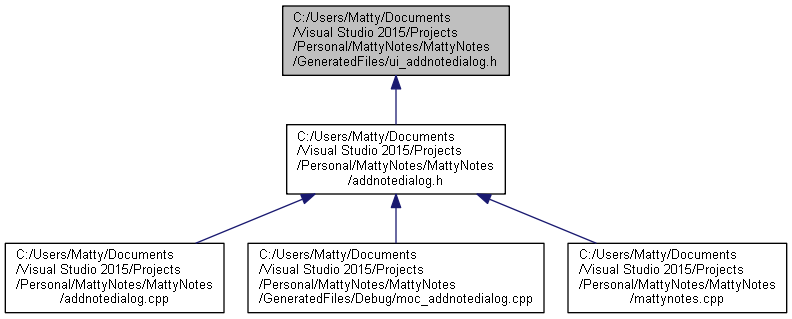 C:/Users/Matty/Documents
/Visual Studio 2015/Projects
/Personal/MattyNotes/MattyNotes
/GeneratedFiles/ui_addnotedialog.h
C:/Users/Matty/Documents
/Visual Studio 2015/Projects
/Personal/MattyNotes/MattyNotes
/addnotedialog.h
C:/Users/Matty/Documents
/Visual Studio 2015/Projects
/Personal/MattyNotes/MattyNotes
/addnotedialog.cpp
C:/Users/Matty/Documents
/Visual Studio 2015/Projects
/Personal/MattyNotes/MattyNotes
/GeneratedFiles/Debug/moc_addnotedialog.cpp
C:/Users/Matty/Documents
/Visual Studio 2015/Projects
/Personal/MattyNotes/MattyNotes
/mattynotes.cpp